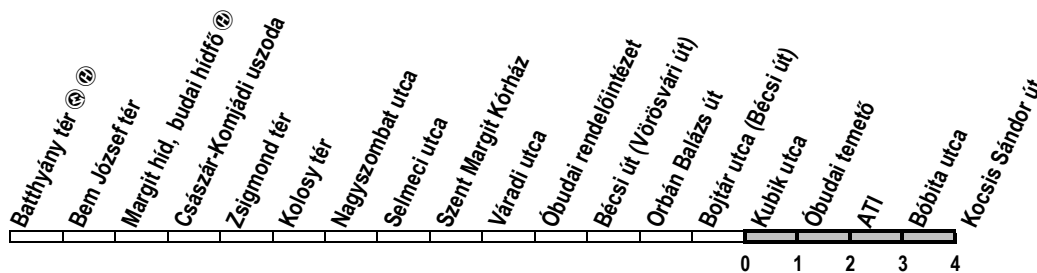 Batthyány tér M H
Bem József tér
Margit híd, budai hídfő H
Császár-Komjádi uszoda
Zsigmond tér
Kolosy tér
Nagyszombat utca
Selmeci utca
Szent Margit Kórház
Váradi utca
Óbudai rendelőintézet
Bécsi út (Vörösvári út)
Orbán Balázs út
Bojtár utca (Bécsi út)
Kubik utca
Óbudai temető
ATI
Bóbita utca
Kocsis Sándor út
0 1 2 3 4